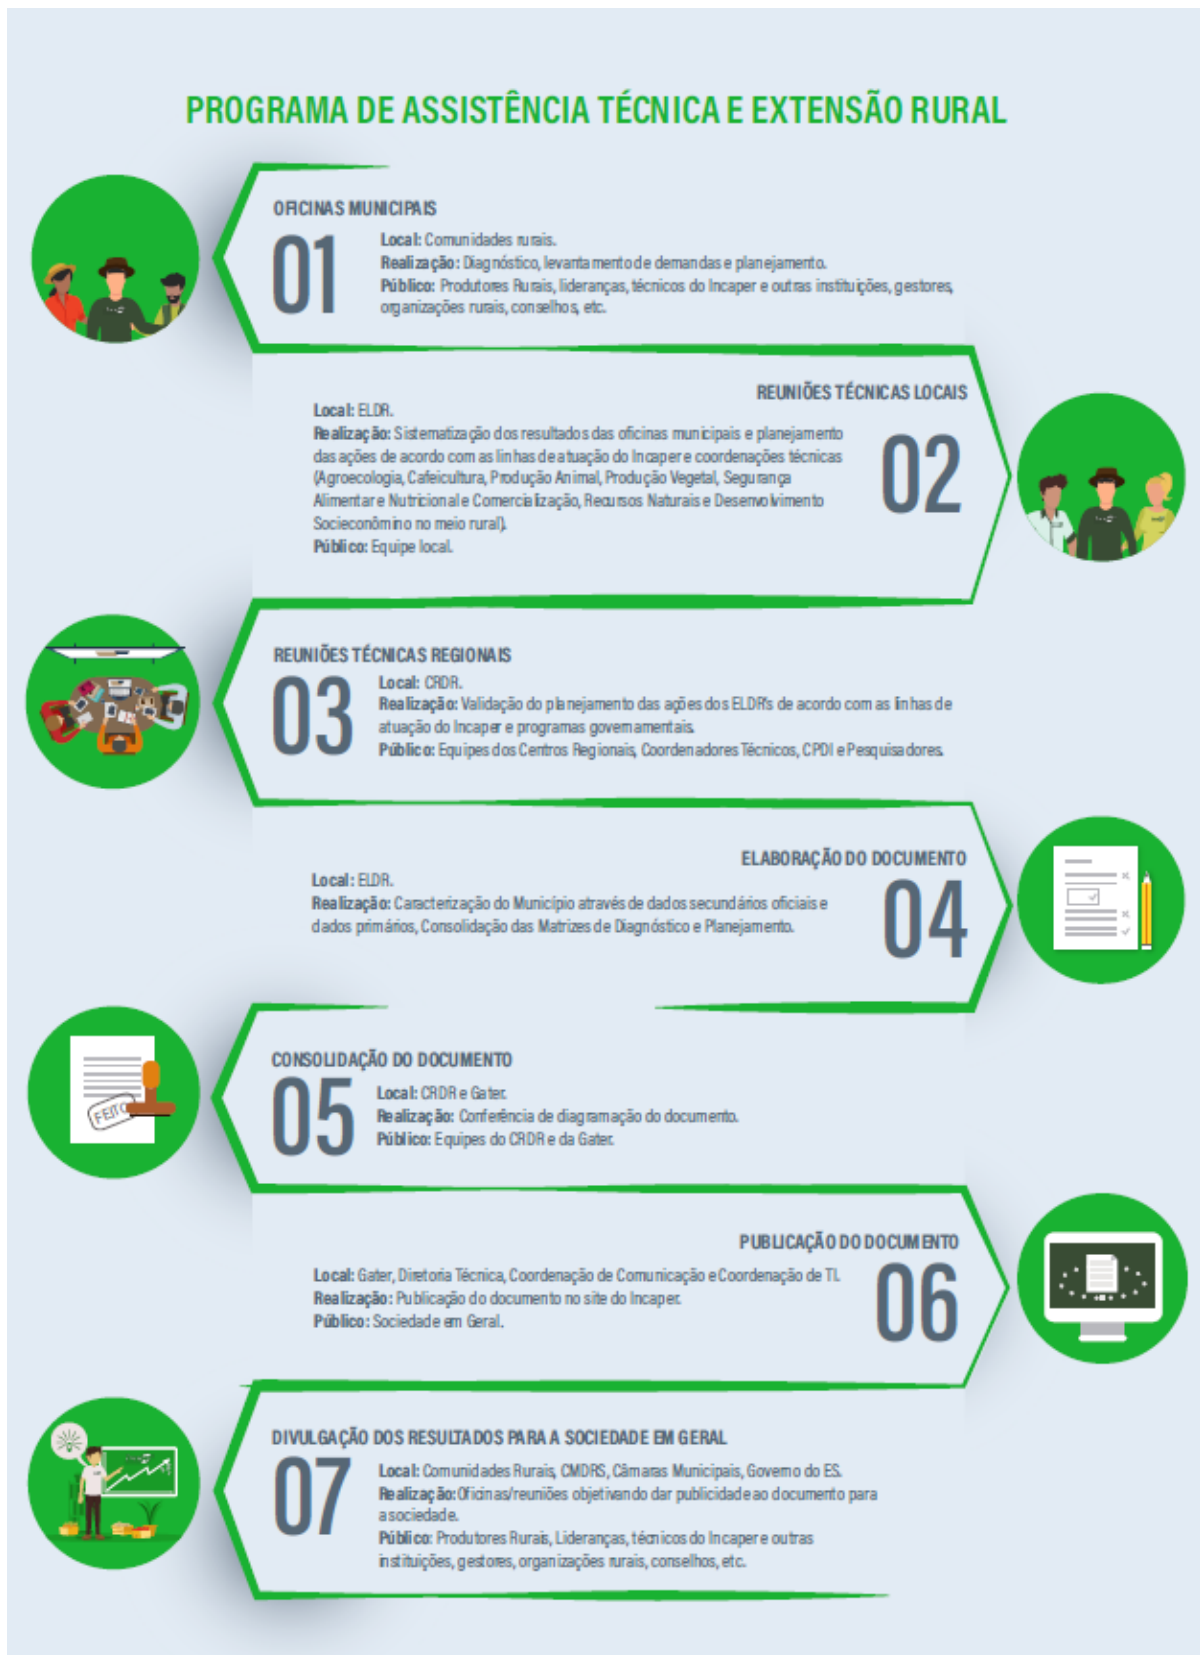 PROGRAMA DE ASSISTÊNCIA TÉCNICA E EXTENSÃO RURAL
OFICINAS MUNICIPAIS
01
Local: Comunidades rurais.
Realização: Diagnóstico, levantamento de demandas e planejamento.
Público: Produtores Rurais, lideranças, técnicos do Incaper e outras instituições, gestores,
organizações rurais, conselhos, etc.
REUNIÕES TÉCNICAS LOCAIS
02
Local: ELDR.
Realização: Sistematização dos resultados das oficinas municipais e planejamento
das ações de acordo com as linhas de atuação do Incaper e coordenações técnicas
(Agroecologia, Cafeicultura, Produção Animal, Produção Vegetal, Segurança
Alimentar e Nutricional e Comercialização, Recursos Naturais e Desenvolvimento
Socieconômino no meio rural).
Público: Equipe local.
REUNIÕES TÉCNICAS REGIONAIS
03
Local: CRDR.
Realização: Validação do planejamento das ações dos ELDR's de acordo com as linhas de
atuação do Incaper e programas governamentais.
Público: Equipes dos Centros Regionais, Coordenadores Técnicos, CPDI e Pesquisadores.
ELABORAÇÃO DO DOCUMENTO
04
Local: ELDR.
Realização: Caracterização do Município através de dados secundários oficiais e
dados primários, Consolidação das Matrizes de Diagnóstico e Planejamento.
CONSOLIDAÇÃO DO DOCUMENTO
05
FEITO
Local: CRDR e Gater.
Realização: Conferência de diagramação do documento.
Público: Equipes do CRDR e da Gater.
PUBLICAÇÃO DO DOCUMENTO
06
Local: Gater, Diretoria Técnica, Coordenação de Comunicação e Coordenação de TI.
Realização: Publicação do documento no site do Incaper.
Público: Sociedade em Geral.
DIVULGAÇÃO DOS RESULTADOS PARA A SOCIEDADE EM GERAL
07
Local: Comunidades Rurais, CMDRS, Câmaras Municipais, Governo do ES.
Realização: Oficinas/reuniões objetivando dar publicidade ao documento para
a sociedade.
Público: Produtores Rurais, Lideranças, técnicos do Incaper e outras
instituições, gestores, organizações rurais, conselhos, etc.